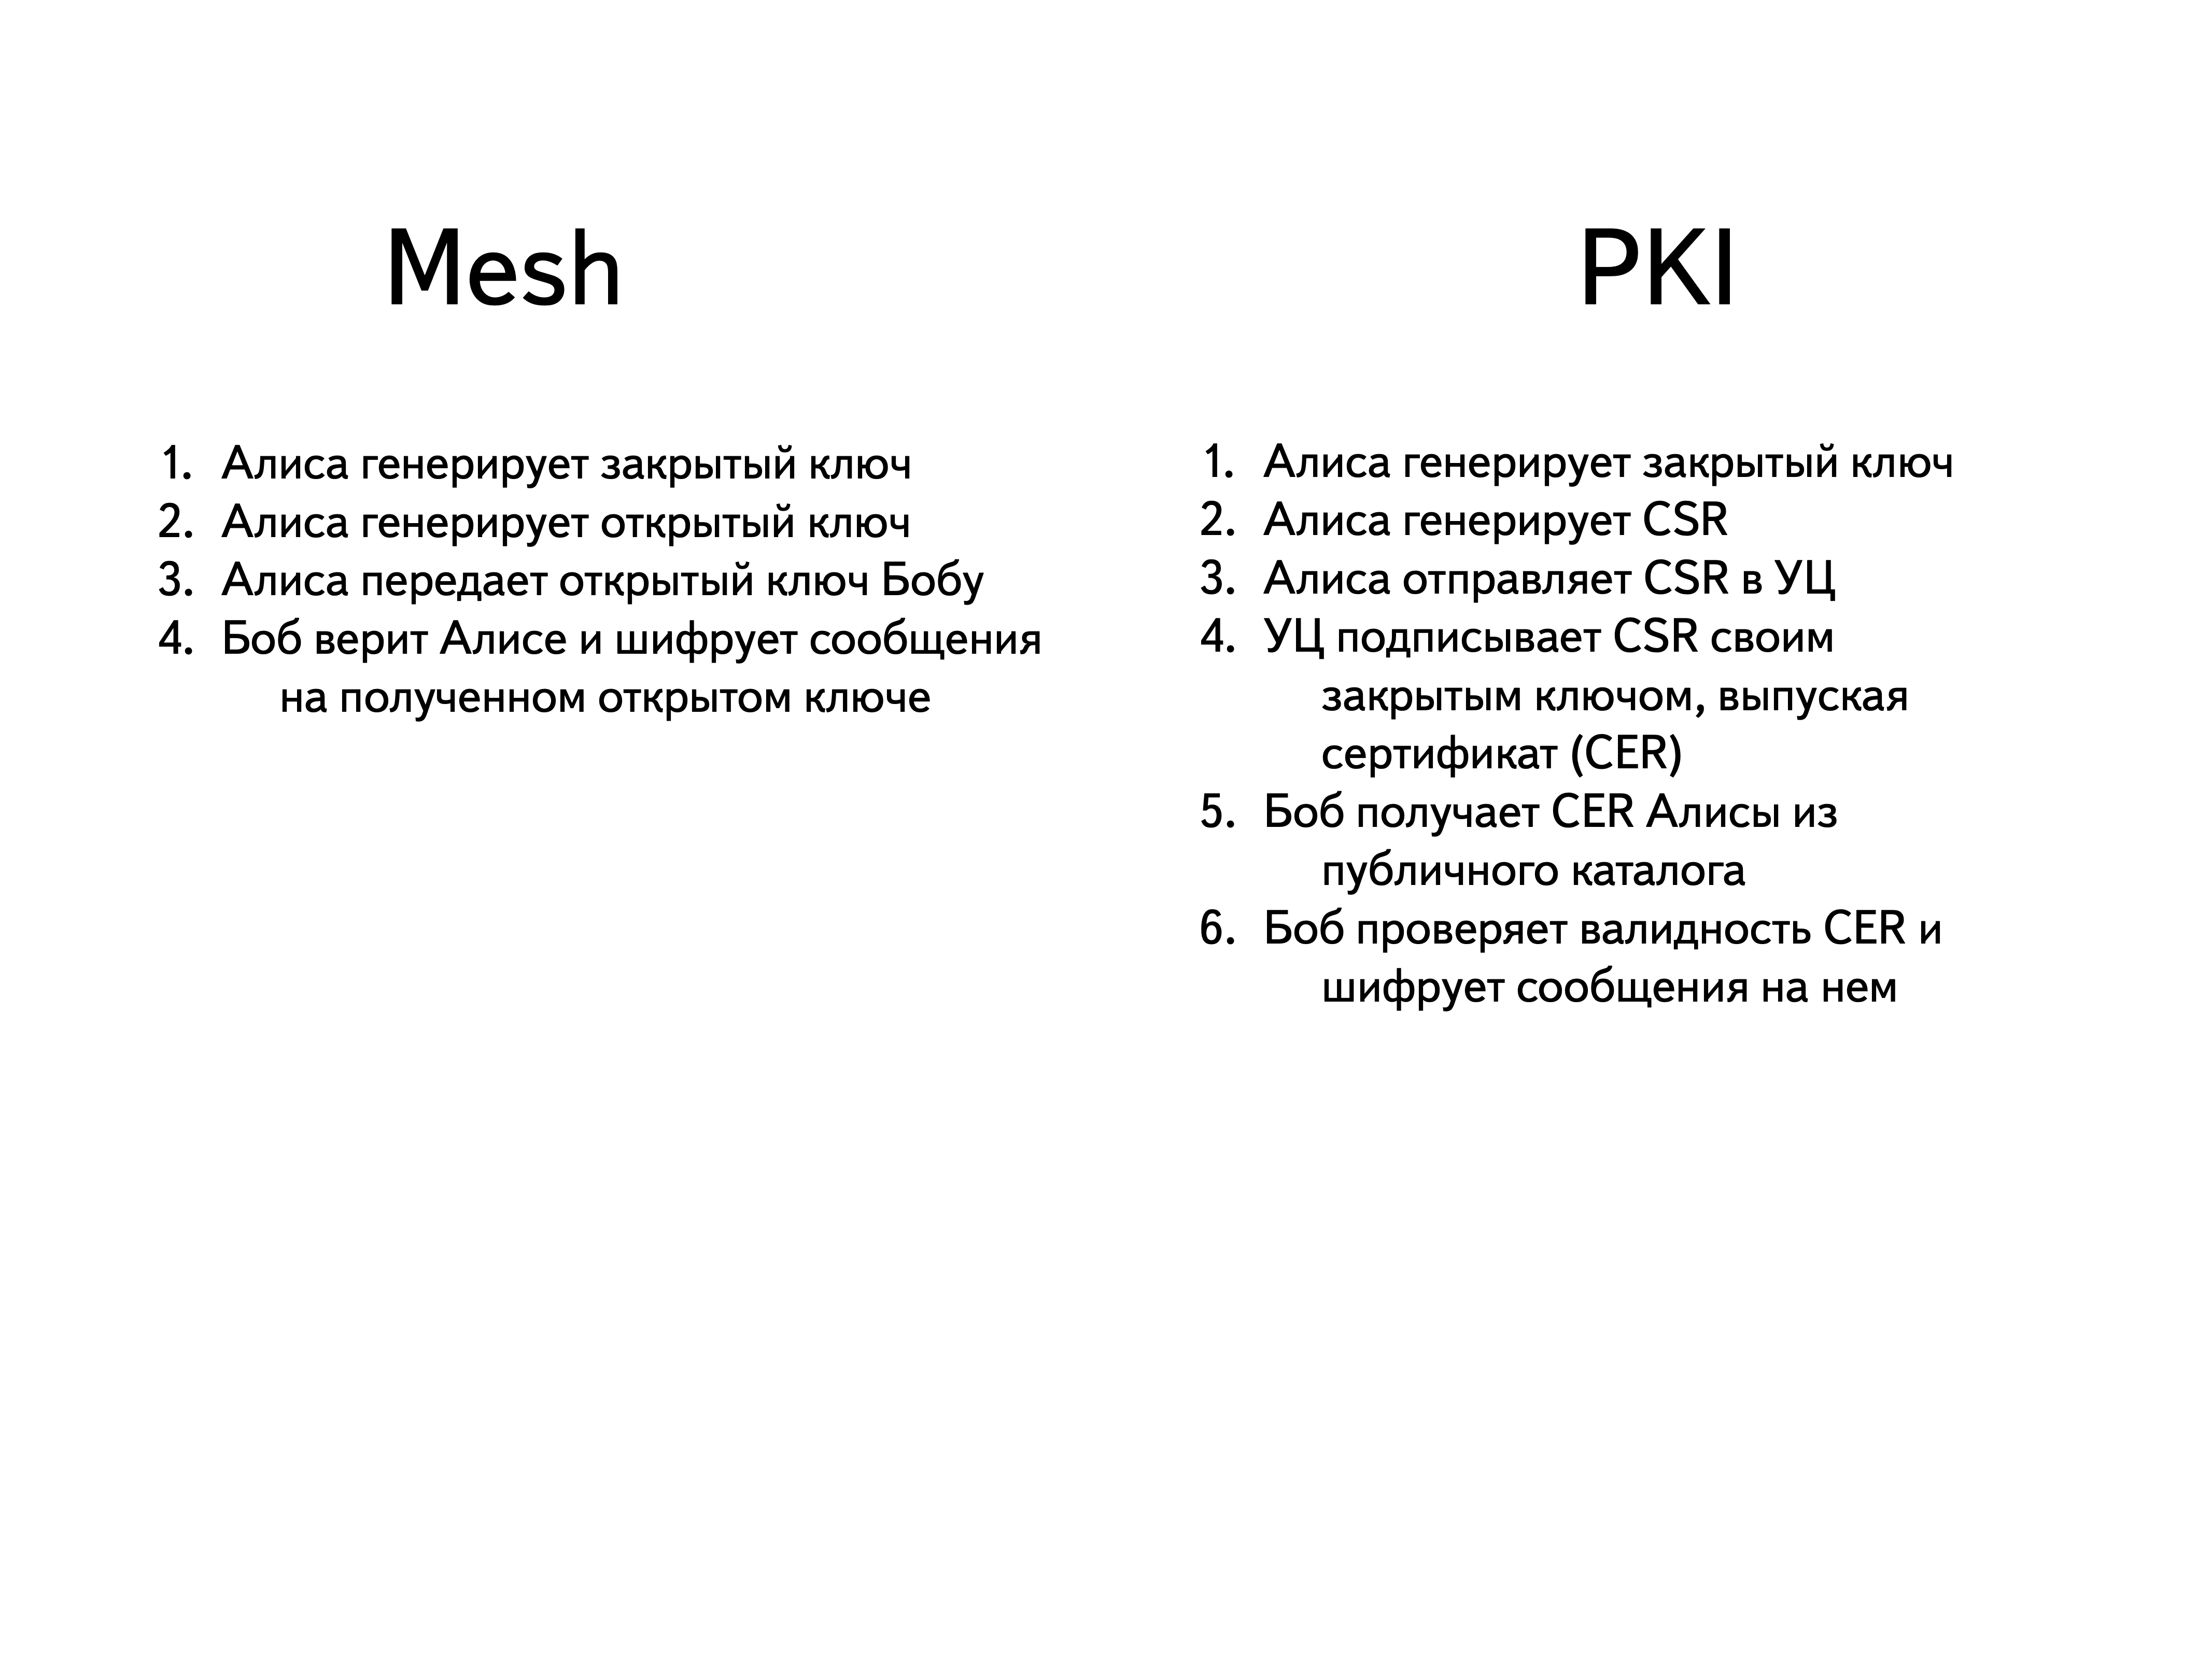 Mesh
1. Алиса генерирует закрытый ключ
2. Алиса генерирует открытый ключ
3. Алиса передает открытый ключ Бобу
4. Боб верит Алисе и шифрует сообщения
на полученном открытом ключе
PKI
1. Алиса генерирует закрытый ключ
2. Алиса генерирует CSR
3. Алиса отправляет CSR в УЦ
4. УЦ подписывает CSR своим
закрытым ключом, выпуская
сертификат (CER)
5. Боб получает CER Алисы из
публичного каталога
6. Боб проверяет валидность CER и
шифрует сообщения на нем